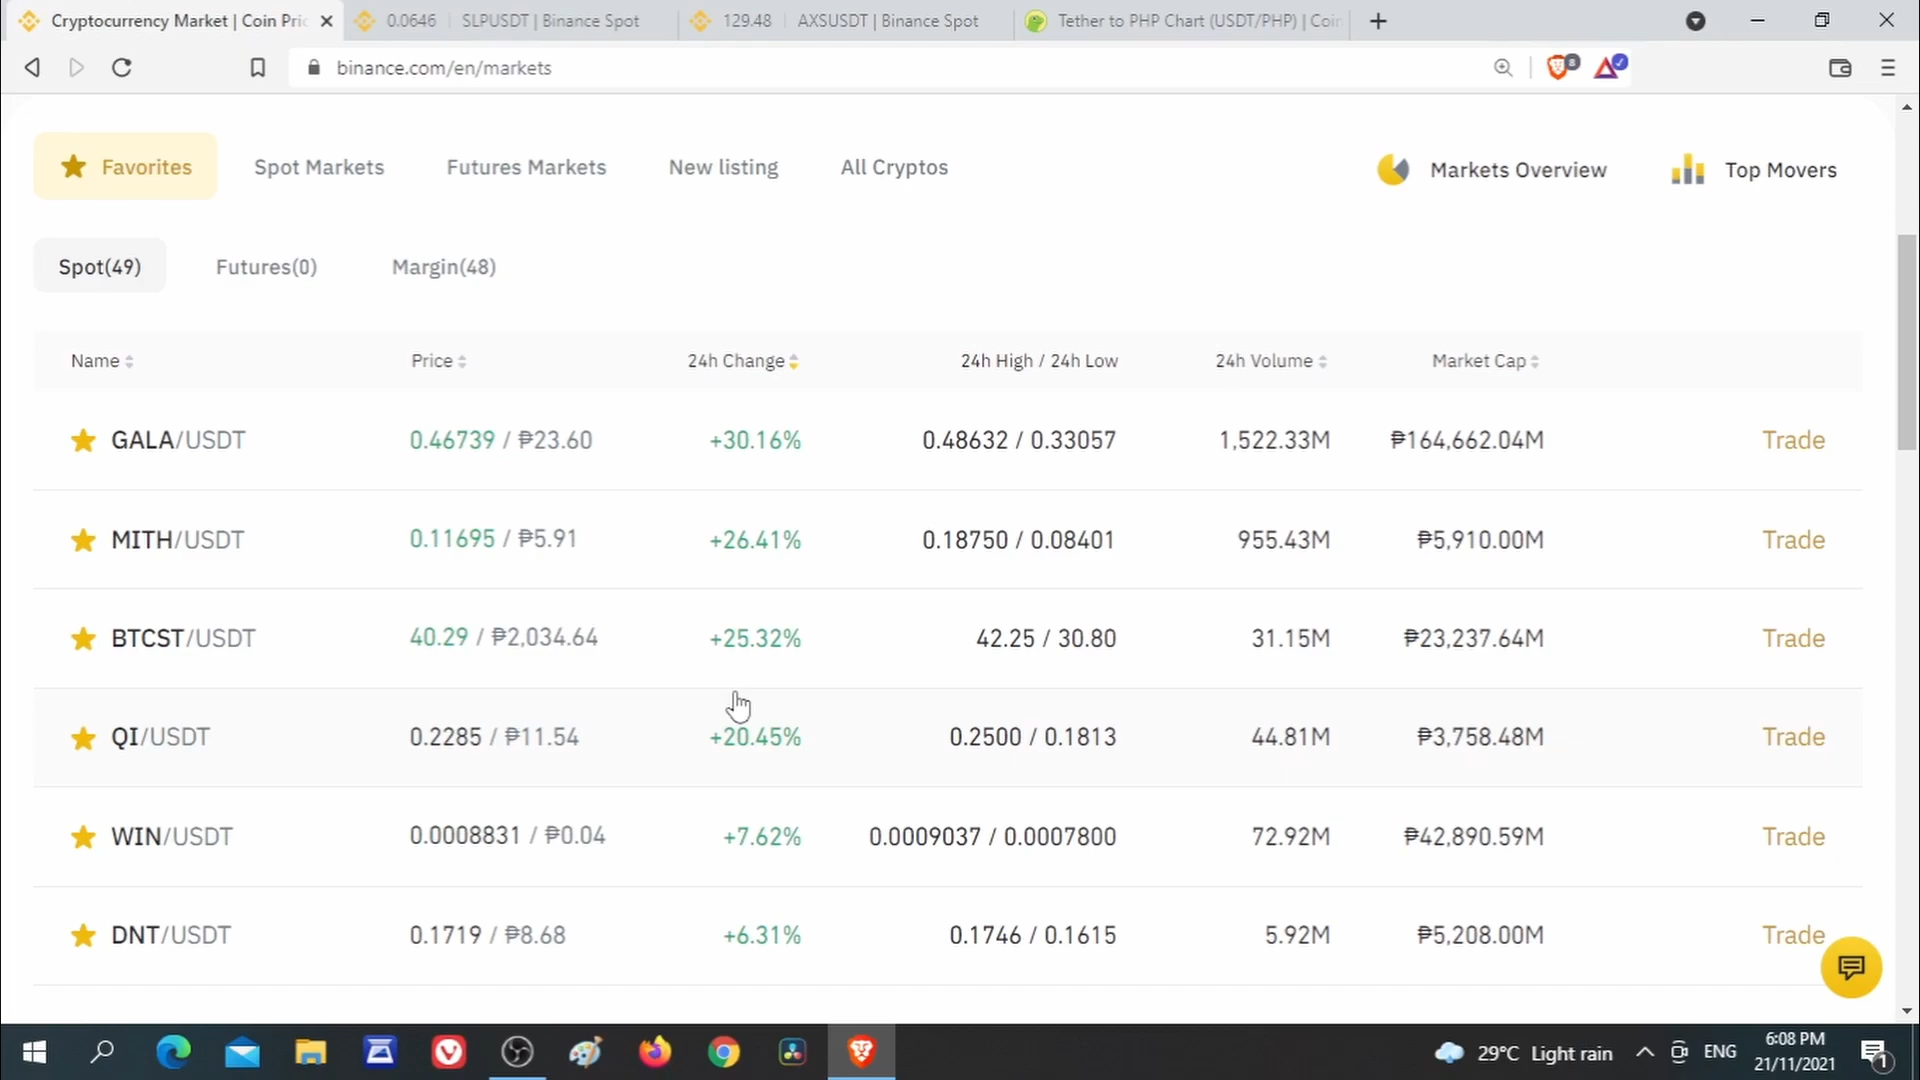 Cryptocurrency Market | Coin Pric
0.0646 SLPUSDT | Binance Spot
129.48 AXSUSDT | Binance Spot
Tether to PHP Chart (USDT/PHP) | Coin
binance.com/en/markets
8
Favorites Spot Markets Futures Markets New listing All Cryptos Markets Overview Top Movers
Spot(49) Futures(0) Margin(48)
Name Price 24h Change 24h High / 24h Low 24h Volume Market Cap
GALA/USDT 0.46739 / ₱23.60 +30.16% 0.48632 / 0.33057 1,522.33M ₱164,662.04M Trade
MITH/USDT 0.11695 / ₱5.91 +26.41% 0.18750 / 0.08401 955.43M ₱5,910.00M Trade
BTCST/USDT 40.29 / ₱2,034.64 +25.32% 42.25 / 30.80 31.15M ₱23,237.64M Trade
QI/USDT 0.2285 / ₱11.54 +20.45% 0.2500 / 0.1813 44.81M ₱3,758.48M Trade
WIN/USDT 0.0008831 / ₱0.04 +7.62% 0.0009037 / 0.0007800 72.92M ₱42,890.59M Trade
DNT/USDT 0.1719 / ₱8.68 +6.31% 0.1746 / 0.1615 5.92M ₱5,208.00M Trade
29°C Light rain ENG 6:08 PM
21/11/2021
1